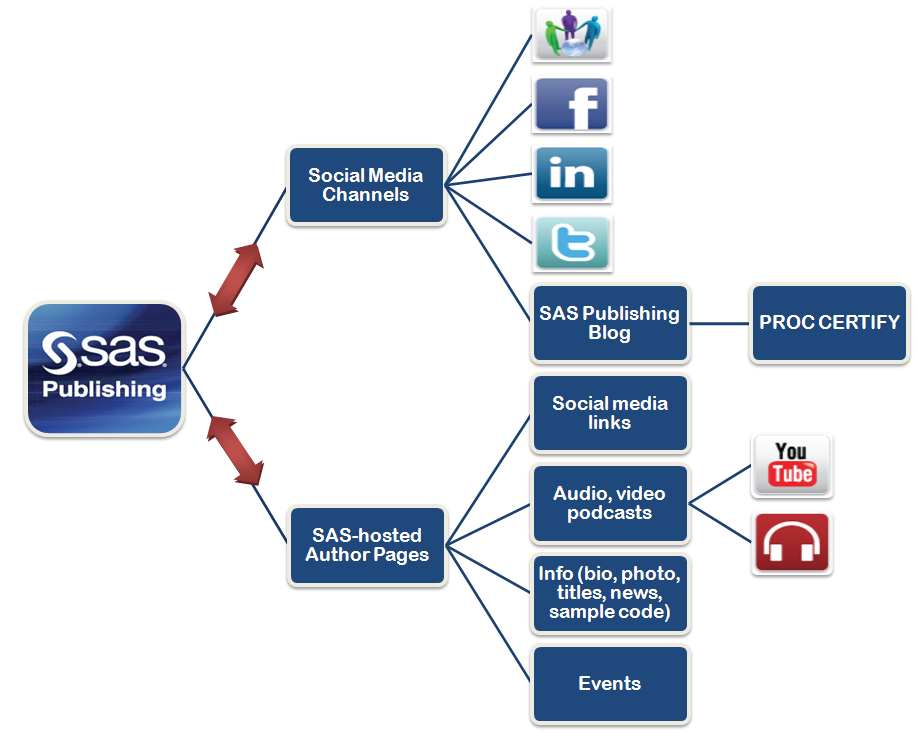 f
Social Media
Channels
in
t
SAS Publishing
Blog
PROC CERTIFY
sas
Publishing
Social media
links
Audio, video
podcasts
You
Tube
SAS-hosted
Author Pages
Info (bio, photo,
titles, news,
sample code)
Events